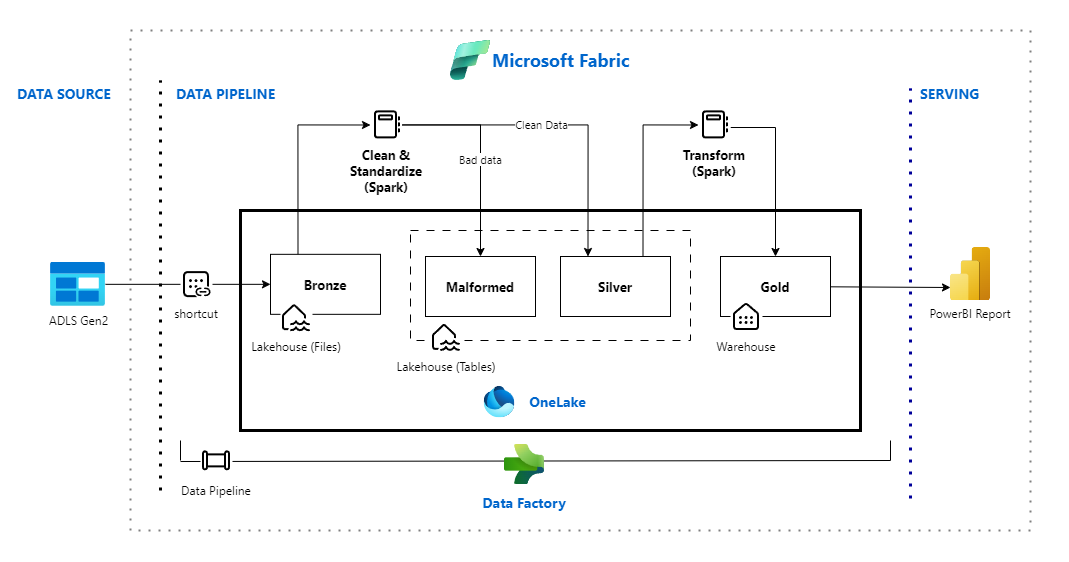 Microsoft Fabric
DATA SOURCE
DATA PIPELINE
SERVING
Clean &
Standardize
(Spark)
Bad data
Clean Data
Transform
(Spark)
ADLS Gen2
shortcut
Bronze
Lakehouse (Files)
Malformed
Silver
Lakehouse (Tables)
Gold
Warehouse
PowerBI Report
OneLake
Data Pipeline
Data Factory